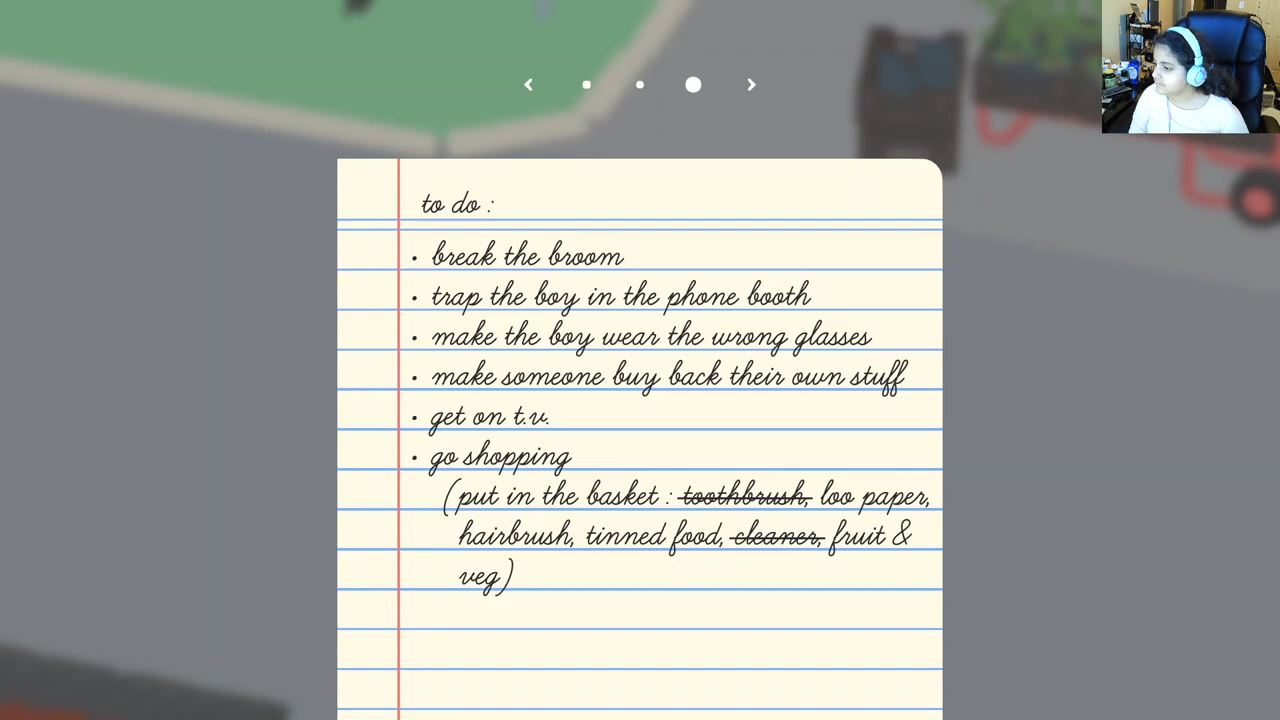 to do :
• break the broom
• trap the boy in the phone booth
• make the boy wear the wrong glasses
• make someone buy back their own stuff
• get on t.v.
• go shopping
(put in the basket : toothbrush, loo paper,
hairbrush, tinned food, cleaner, fruit &
veg)